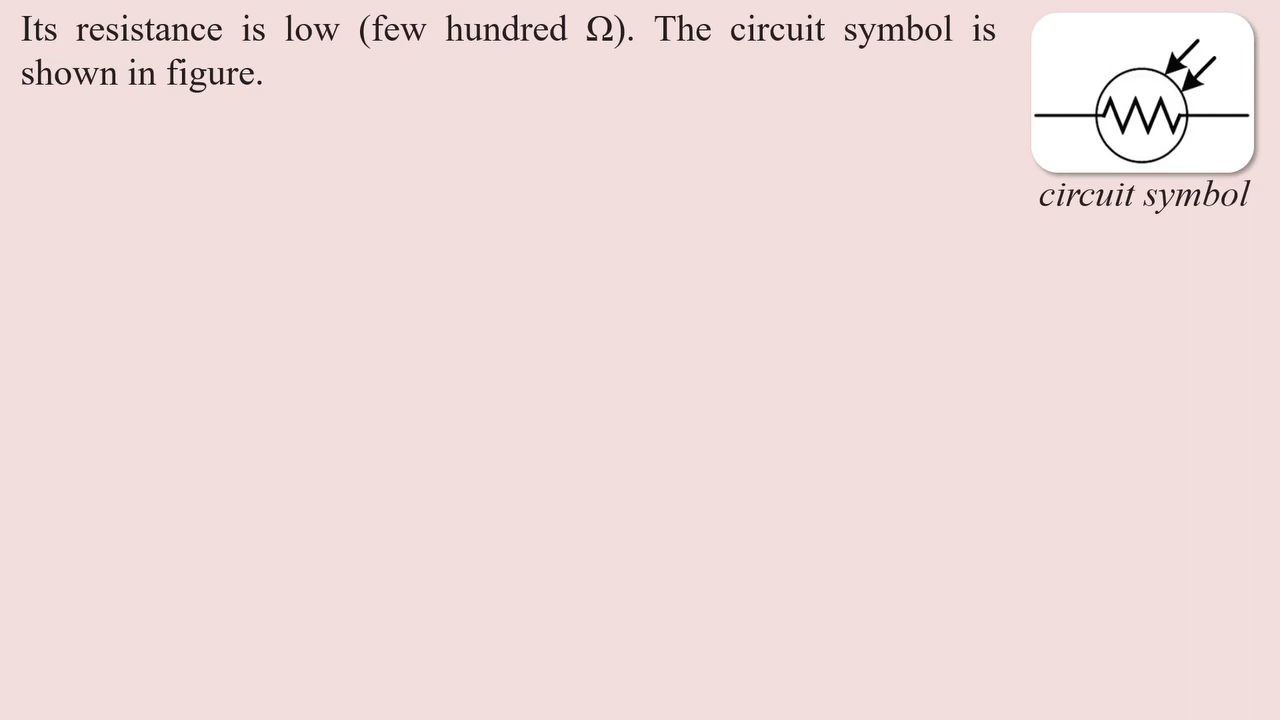 Its resistance is low (few hundred Ω). The circuit symbol is
shown in figure.
circuit symbol